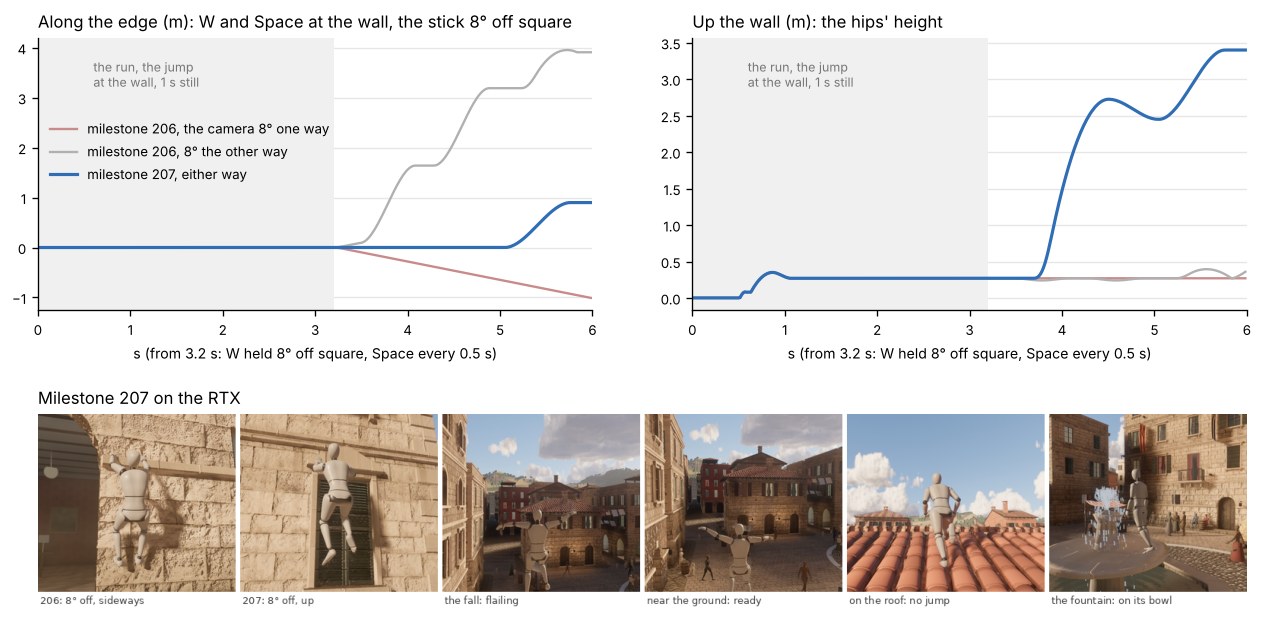 Along the edge (m): W and Space at the wall, the stick 8° off square
4
3
2
1
0
−1
the run, the jump
at the wall, 1 s still
milestone 206, the camera 8° one way
milestone 206, 8° the other way
milestone 207, either way
0 1 2 3 4 5 6
s (from 3.2 s: W held 8° off square, Space every 0.5 s)
Up the wall (m): the hips' height
3.5
3.0
2.5
2.0
1.5
1.0
0.5
0.0
the run, the jump
at the wall, 1 s still
0 1 2 3 4 5 6
s (from 3.2 s: W held 8° off square, Space every 0.5 s)
Milestone 207 on the RTX
206: 8° off, sideways
207: 8° off, up
the fall: flailing
near the ground: ready
on the roof: no jump
the fountain: on its bowl